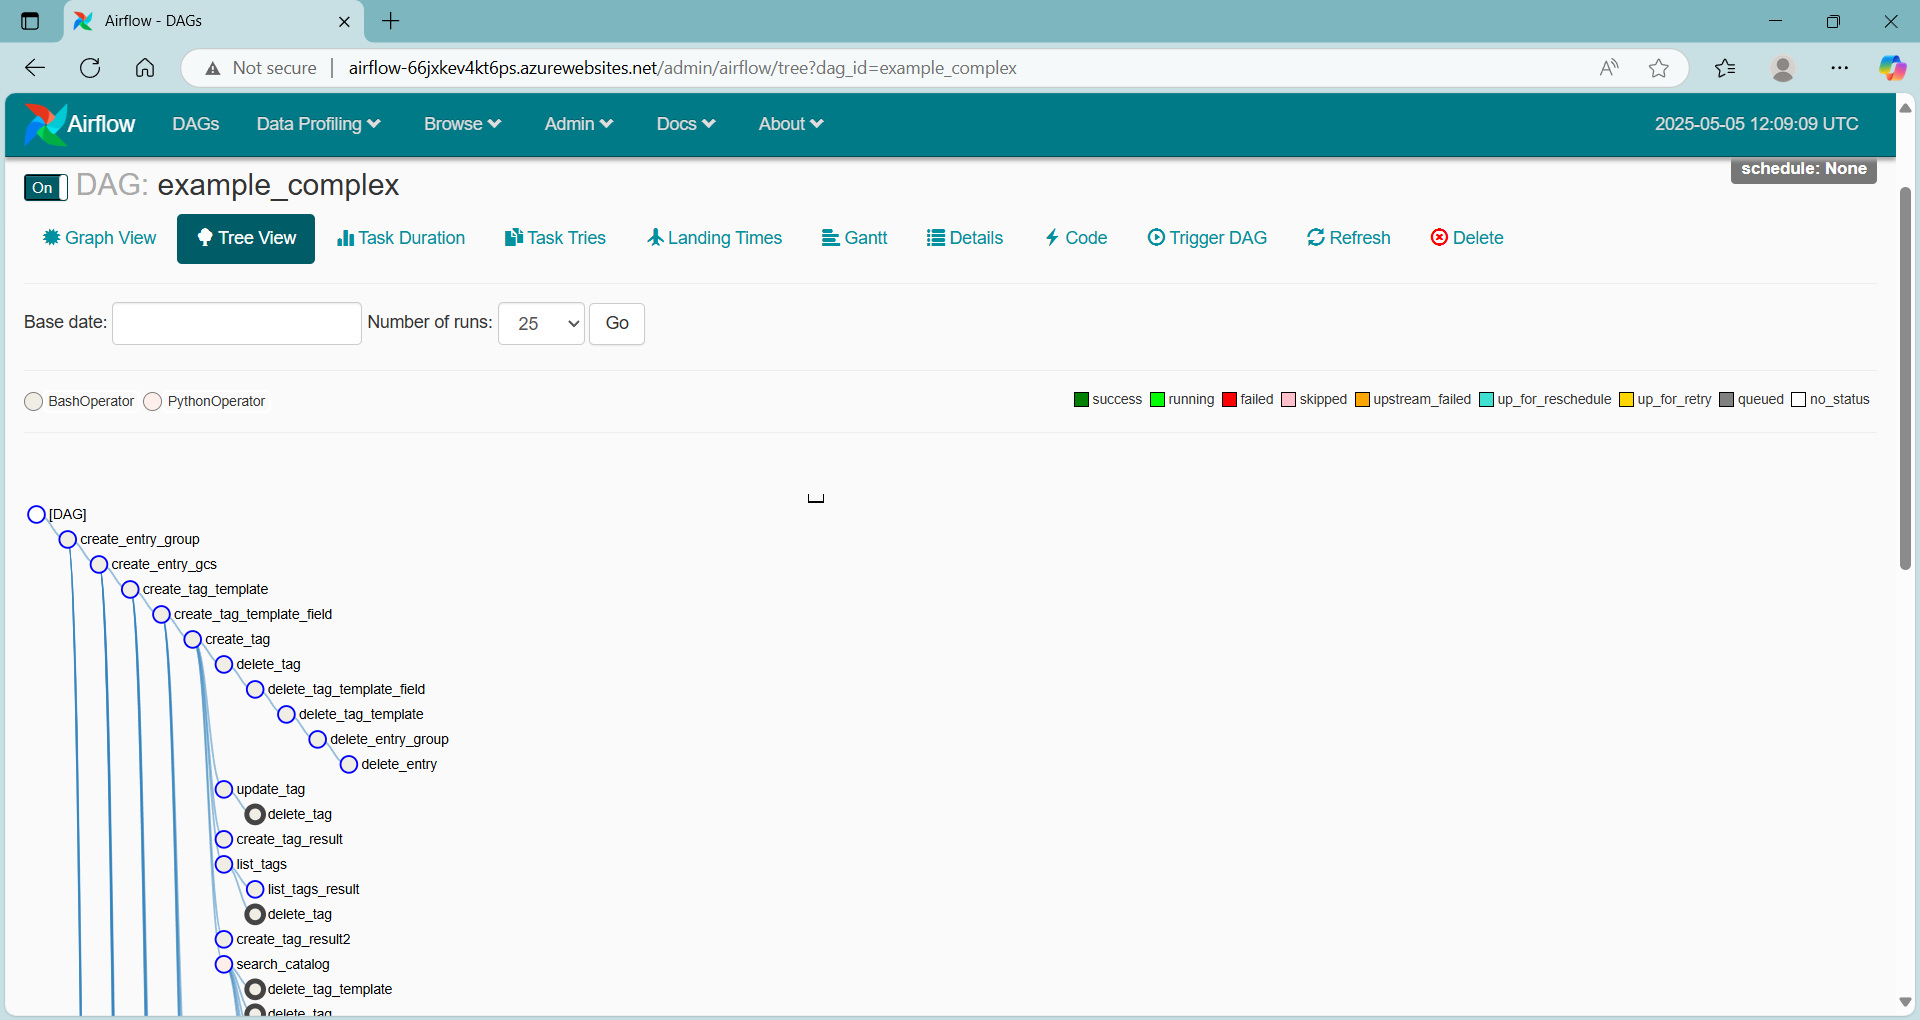 Airflow - DAGs
Not secure airflow-66jxkev4kt6ps.azurewebsites.net/admin/airflow/tree?dag_id=example_complex
Airflow DAGs Data Profiling Browse Admin Docs About 2025-05-05 12:09:09 UTC
On DAG: example_complex schedule: None
Graph View Tree View Task Duration Task Tries Landing Times Gantt Details Code Trigger DAG Refresh Delete
Base date: Number of runs: 25 Go
BashOperator PythonOperator success running failed skipped upstream_failed up_for_reschedule up_for_retry queued no_status
[DAG]
create_entry_group
create_entry_gcs
create_tag_template
create_tag_template_field
create_tag
delete_tag
delete_tag_template_field
delete_tag_template
delete_entry_group
delete_entry
update_tag
delete_tag
create_tag_result
list_tags
list_tags_result
delete_tag
create_tag_result2
search_catalog
delete_tag_template
delete_tag